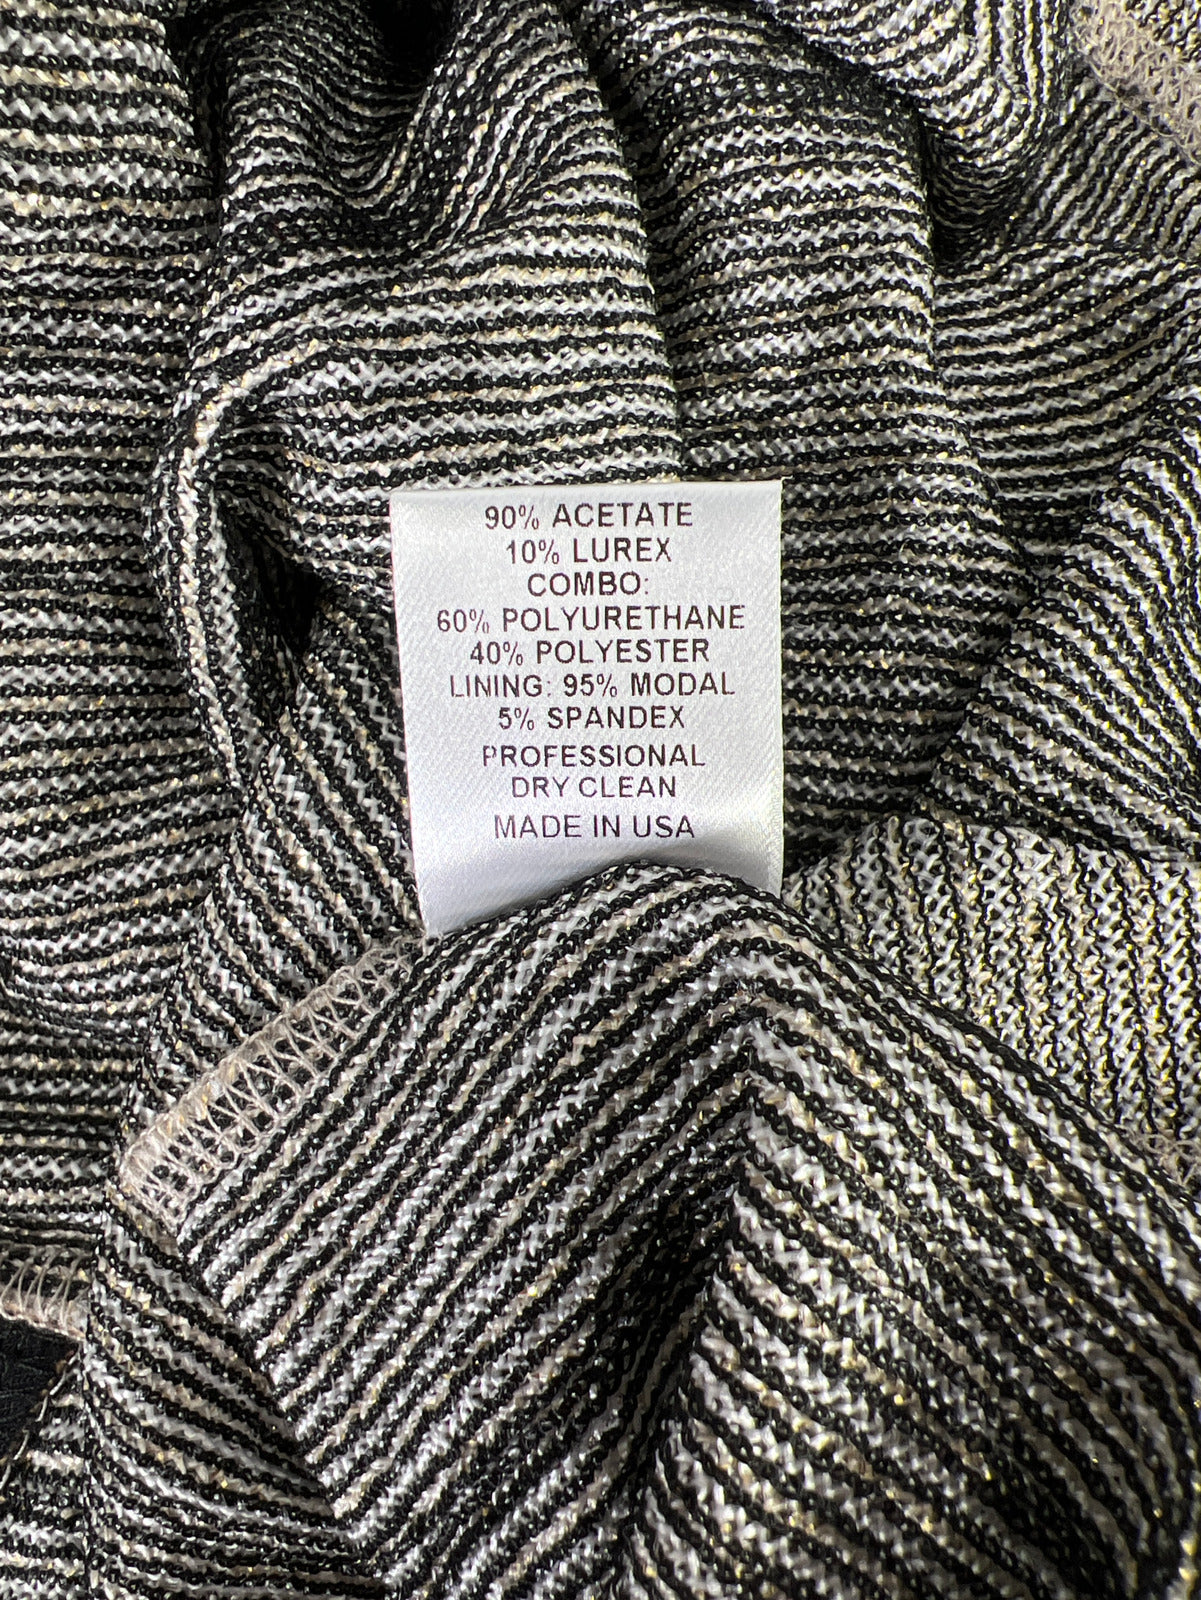 90% ACETATE
10% LUREX
COMBO:
60% POLYURETHANE
40% POLYESTER
LINING: 95% MODAL
5% SPANDEX
PROFESSIONAL
DRY CLEAN
MADE IN USA